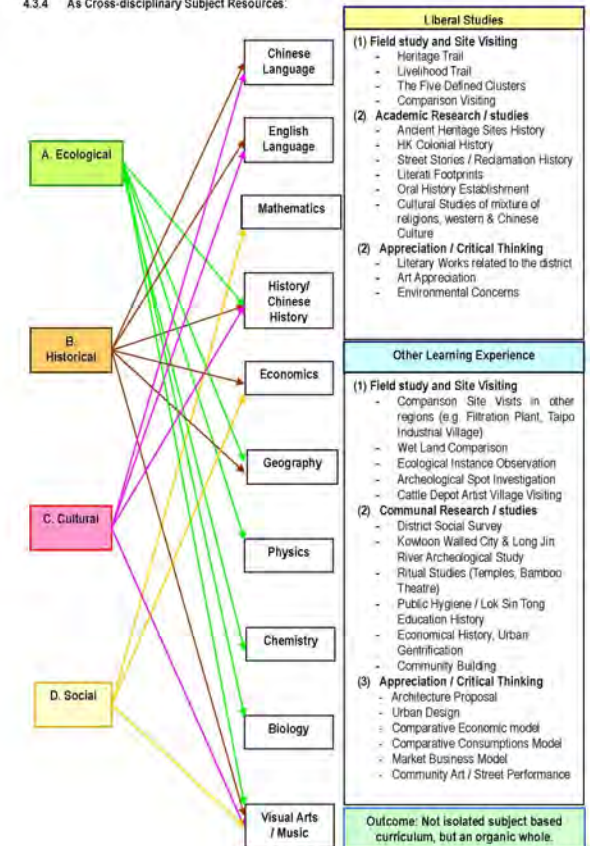 4.3.4 As Cross-disciplinary Subject Resources:
A. Ecological
B.
Historical
C. Cultural
D. Social
Chinese
Language
English
Language
Mathematics
History/
Chinese
History
Economics
Geography
Physics
Chemistry
Biology
Visual Arts
/ Music
Liberal Studies
(1) Field study and Site Visiting
- Heritage Trail
- Livelihood Trail
- The Five Defined Clusters
- Comparison Visiting
(2) Academic Research / studies
- Ancient Heritage Sites History
- HK Colonial History
- Street Stories / Reclamation History
- Literati Footprints
- Oral History Establishment
- Cultural Studies of mixture of
religions, western & Chinese
Culture
(2) Appreciation / Critical Thinking
- Literary Works related to the district
- Art Appreciation
- Environmental Concerns
Other Learning Experience
(1) Field study and Site Visiting
- Comparison Site Visits in other
regions (e.g. Filtration Plant, Taipo
Industrial Village)
- Wet Land Comparison
- Ecological Instance Observation
- Archeological Spot Investigation
- Cattle Depot Artist Village Visiting
(2) Communal Research / studies
- District Social Survey
- Kowloon Walled City & Long Jin
River Archeological Study
- Ritual Studies (Temples, Bamboo
Theatre)
- Public Hygiene / Lok Sin Tong
Education History
- Economical History, Urban
Gentrification
- Community Building
(3) Appreciation / Critical Thinking
- Architecture Proposal
- Urban Design
- Comparative Economic model
- Comparative Consumptions Model
- Market Business Model
- Community Art / Street Performance
Outcome: Not isolated subject based
curriculum, but an organic whole.